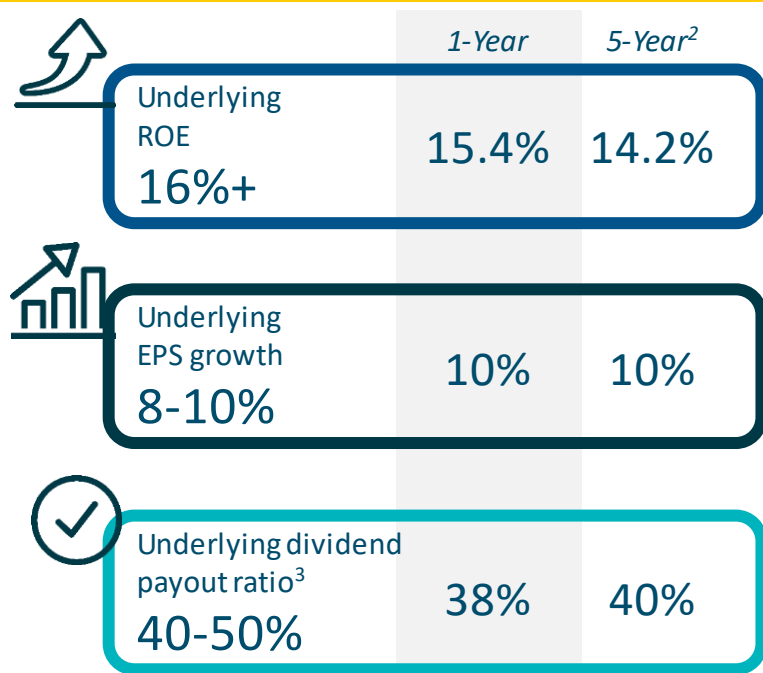 1-Year 5-Year²
Underlying
ROE
16%+
15.4% 14.2%
Underlying
EPS growth
8-10%
10% 10%
Underlying dividend
payout ratio³
40-50%
38% 40%